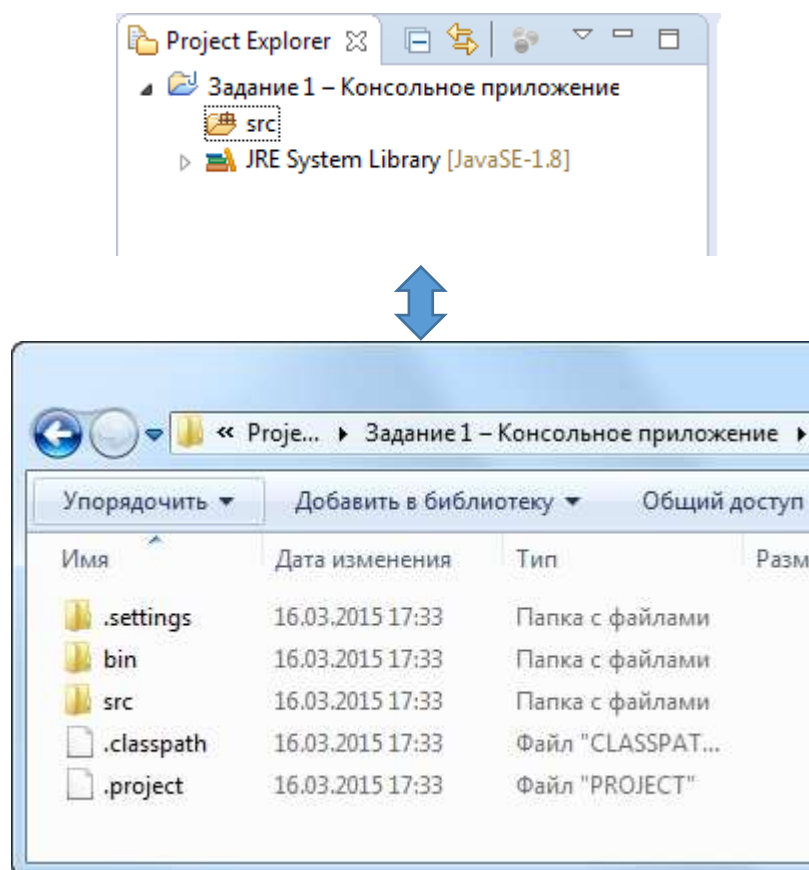 Project Explorer
Задание 1 – Консольное приложение
src
JRE System Library [JavaSE-1.8]
« Proje... Задание 1 – Консольное приложение
Упорядочить Добавить в библиотеку Общий доступ
Имя Дата изменения Тип Разм
.settings 16.03.2015 17:33 Папка с файлами
bin 16.03.2015 17:33 Папка с файлами
src 16.03.2015 17:33 Папка с файлами
.classpath 16.03.2015 17:33 Файл "CLASSPAT...
.project 16.03.2015 17:33 Файл "PROJECT"